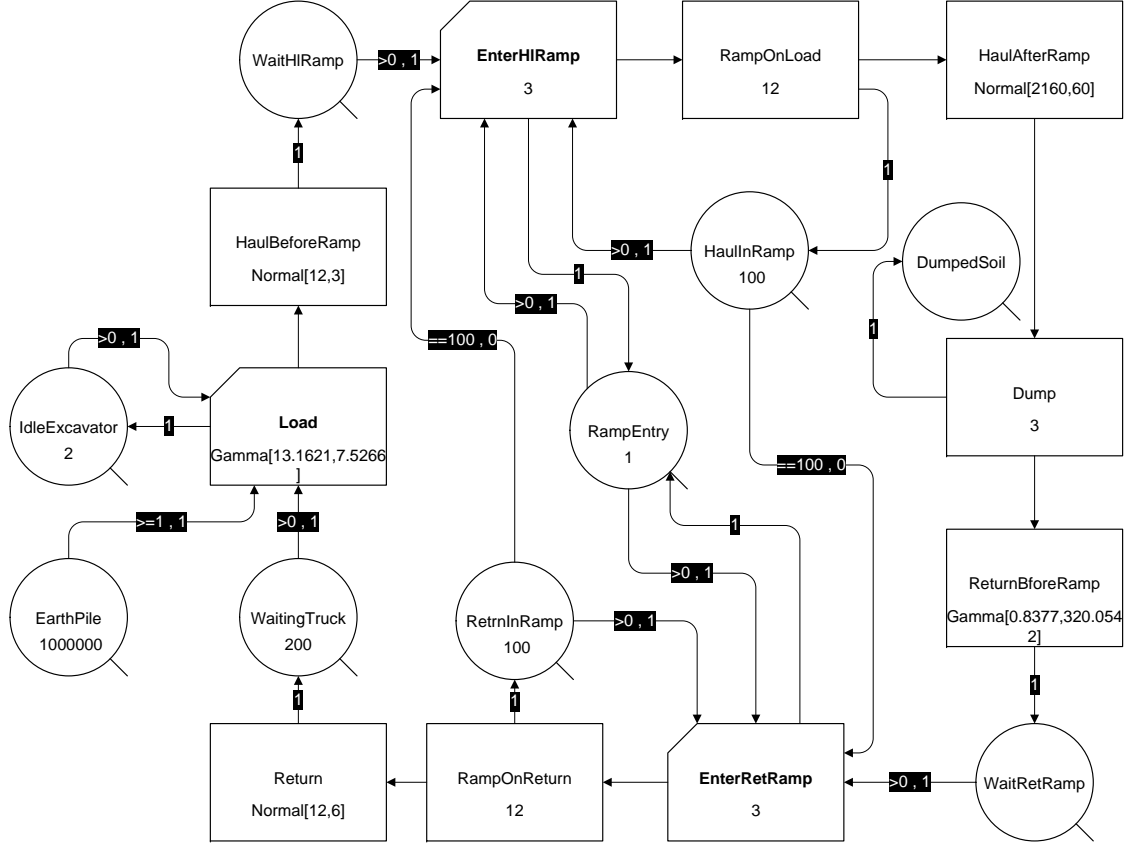 WaitHlRamp
>0 , 1
EnterHlRamp
3
RampOnLoad
12
HaulAfterRamp
Normal[2160,60]
1
1
HaulBeforeRamp
Normal[12,3]
HaulInRamp
100
>0 , 1
DumpedSoil
1
>0 , 1
1
>0 , 1
==100 , 0
IdleExcavator
2
1
Load
Gamma[13.1621,7.5266
]
RampEntry
1
==100 , 0
Dump
3
>=1 , 1
>0 , 1
1
>0 , 1
EarthPile
1000000
WaitingTruck
200
RetrnInRamp
100
>0 , 1
ReturnBforeRamp
Gamma[0.8377,320.054
2]
1
1
1
Return
Normal[12,6]
RampOnReturn
12
EnterRetRamp
3
>0 , 1
WaitRetRamp